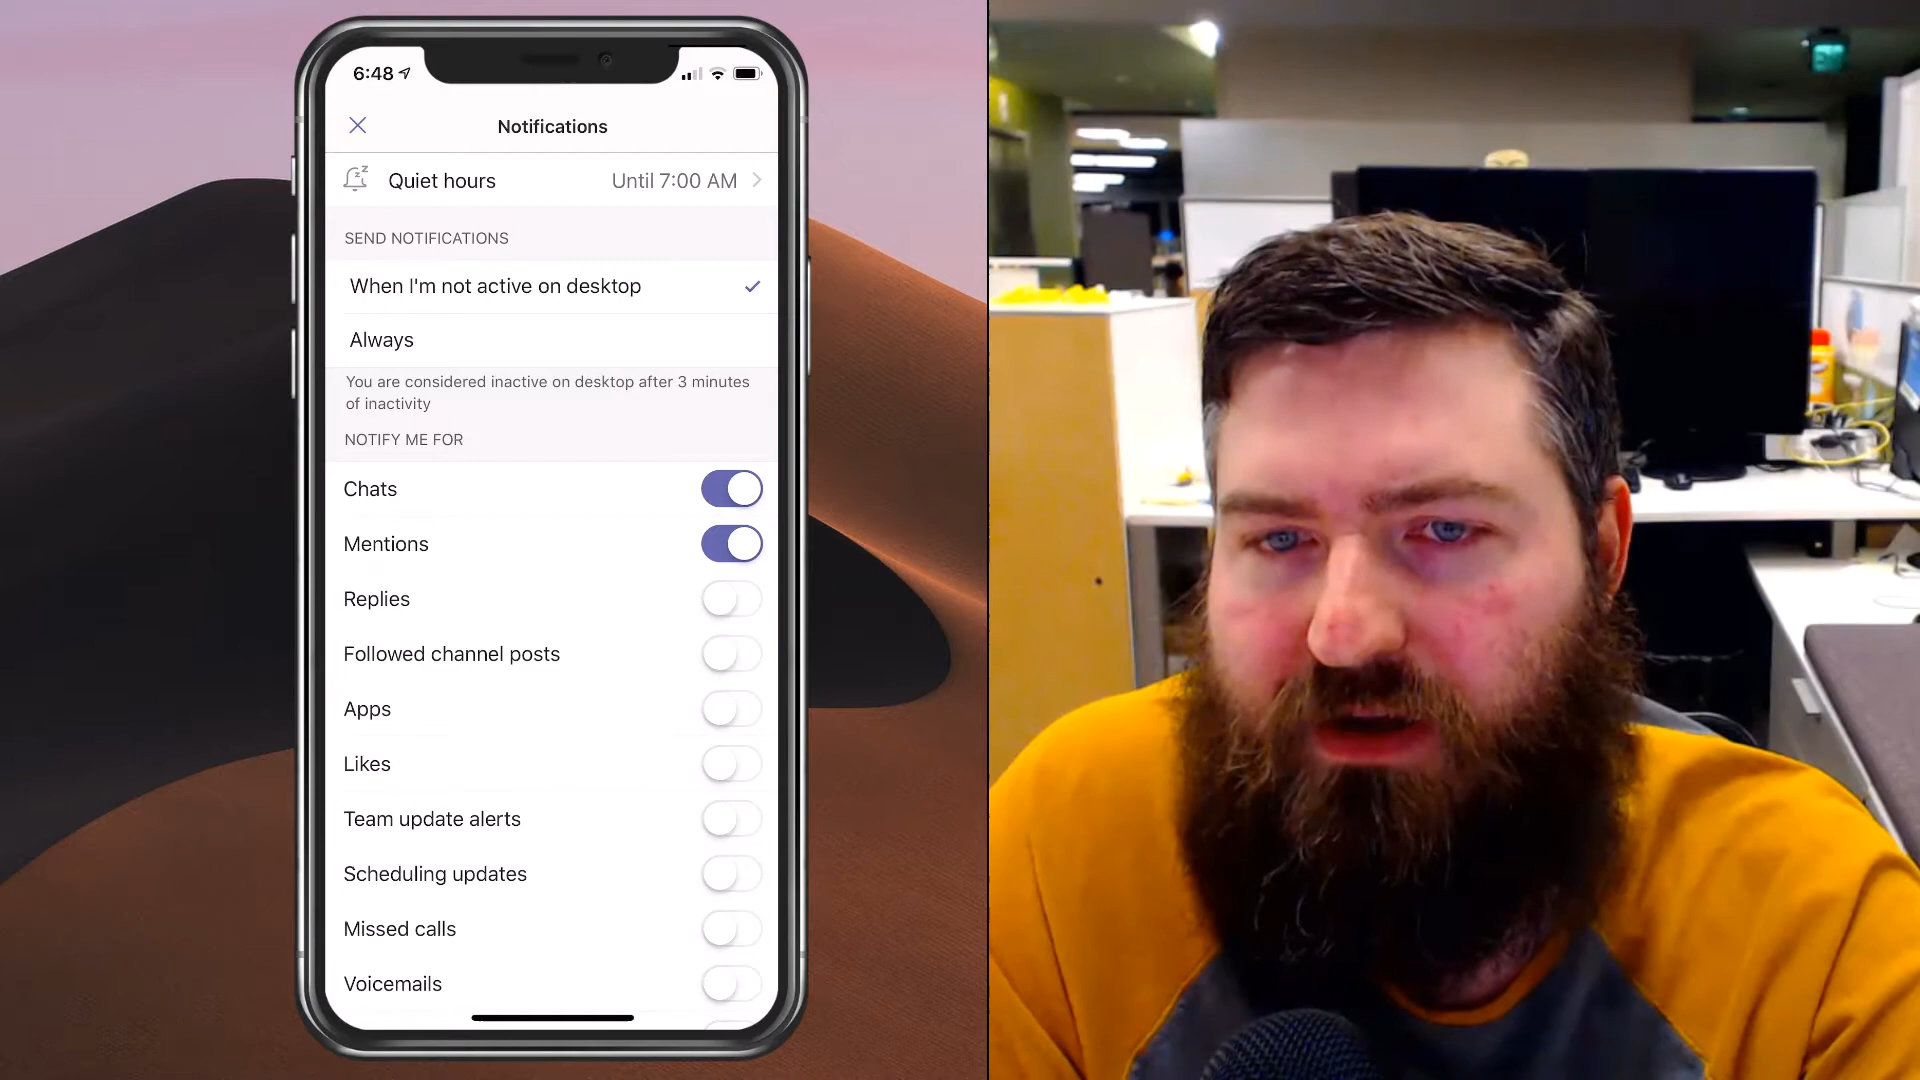 6:48
Notifications
Quiet hours Until 7:00 AM
SEND NOTIFICATIONS
When I'm not active on desktop
Always
You are considered inactive on desktop after 3 minutes
of inactivity
NOTIFY ME FOR
Chats
Mentions
Replies
Followed channel posts
Apps
Likes
Team update alerts
Scheduling updates
Missed calls
Voicemails